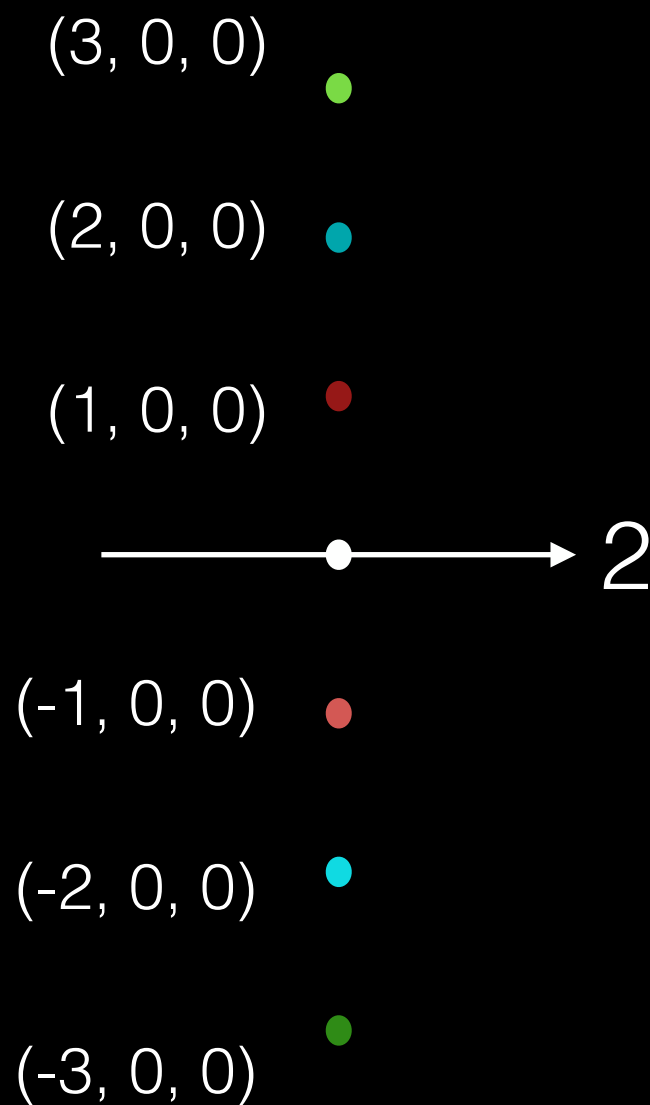 (3, 0, 0)
(2, 0, 0)
(1, 0, 0)
2
(-1, 0, 0)
(-2, 0, 0)
(-3, 0, 0)